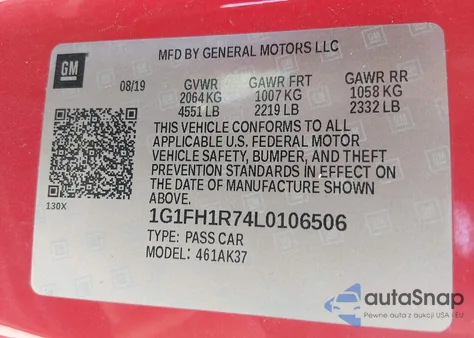 MFD BY GENERAL MOTORS LLC
GM
08/19 GVWR GAWR FRT GAWR RR
2064 KG 1007 KG 1058 KG
4551 LB 2219 LB 2332 LB
THIS VEHICLE CONFORMS TO ALL
APPLICABLE U.S. FEDERAL MOTOR
VEHICLE SAFETY, BUMPER, AND THEFT
PREVENTION STANDARDS IN EFFECT ON
THE DATE OF MANUFACTURE SHOWN
ABOVE.
130X
1G1FH1R74L0106506
TYPE: PASS CAR
MODEL: 461AK37
autoSnap
Pewne auta z aukcji USA i EU